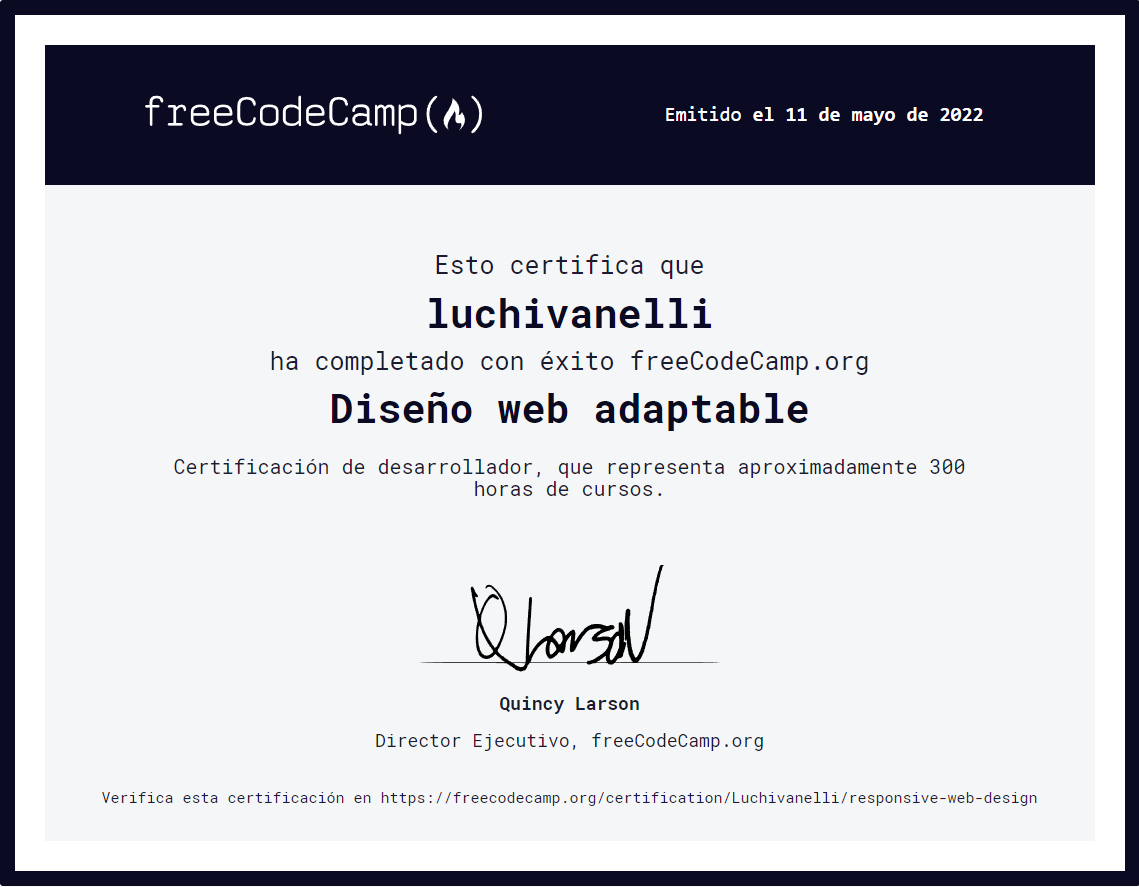 freeCodeCamp
Emitido el 11 de mayo de 2022
Esto certifica que
luchivanelli
ha completado con éxito freeCodeCamp.org
Diseño web adaptable
Certificación de desarrollador, que representa aproximadamente 300
horas de cursos.
Q Larson
Quincy Larson
Director Ejecutivo, freeCodeCamp.org
Verifica esta certificación en https://freecodecamp.org/certification/Luchivanelli/responsive-web-design